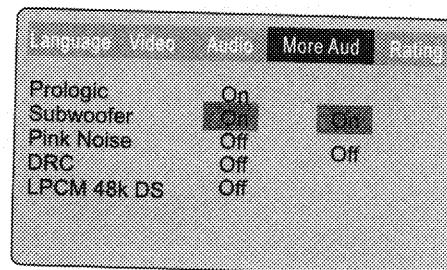 Language Video Audio More Aud Rating
Prologic On
Subwoofer On On
Pink Noise Off Off
DRC Off
LPCM 48k DS Off